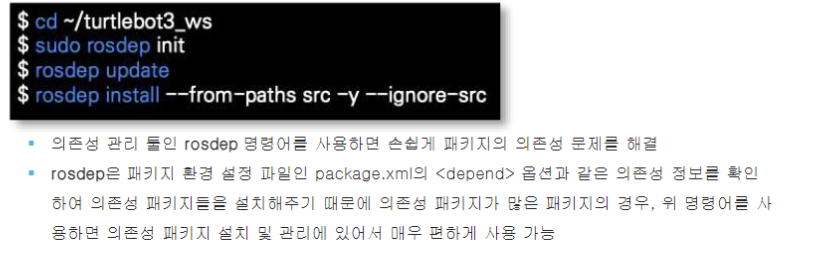 $ cd ~/turtlebot3_ws
$ sudo rosdep init
$ rosdep update
$ rosdep install --from-paths src -y --ignore-src
▪ 의존성 관리 툴인 rosdep 명령어를 사용하면 손쉽게 패키지의 의존성 문제를 해결
▪ rosdep은 패키지 환경 설정 파일인 package.xml의 <depend> 옵션과 같은 의존성 정보를 확인
하여 의존성 패키지들을 설치해주기 때문에 의존성 패키지가 많은 패키지의 경우, 위 명령어를 사
용하면 의존성 패키지 설치 및 관리에 있어서 매우 편하게 사용 가능